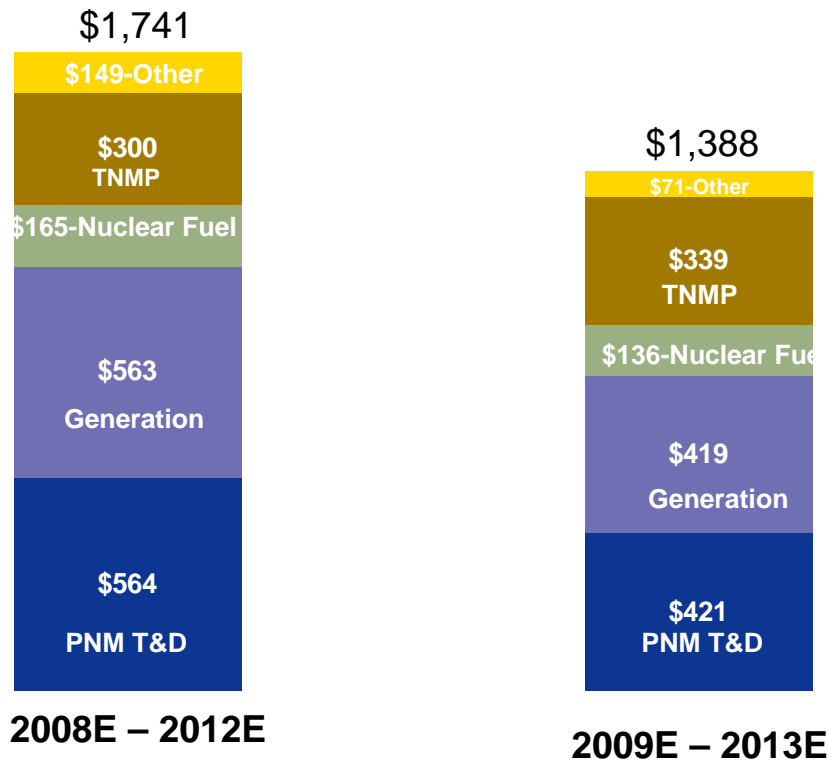 $1,741
$149-Other
$300
TNMP
$165-Nuclear Fuel
$563
Generation
$564
PNM T&D
2008E – 2012E
$1,388
$71-Other
$339
TNMP
$136-Nuclear Fue
$419
Generation
$421
PNM T&D
2009E – 2013E